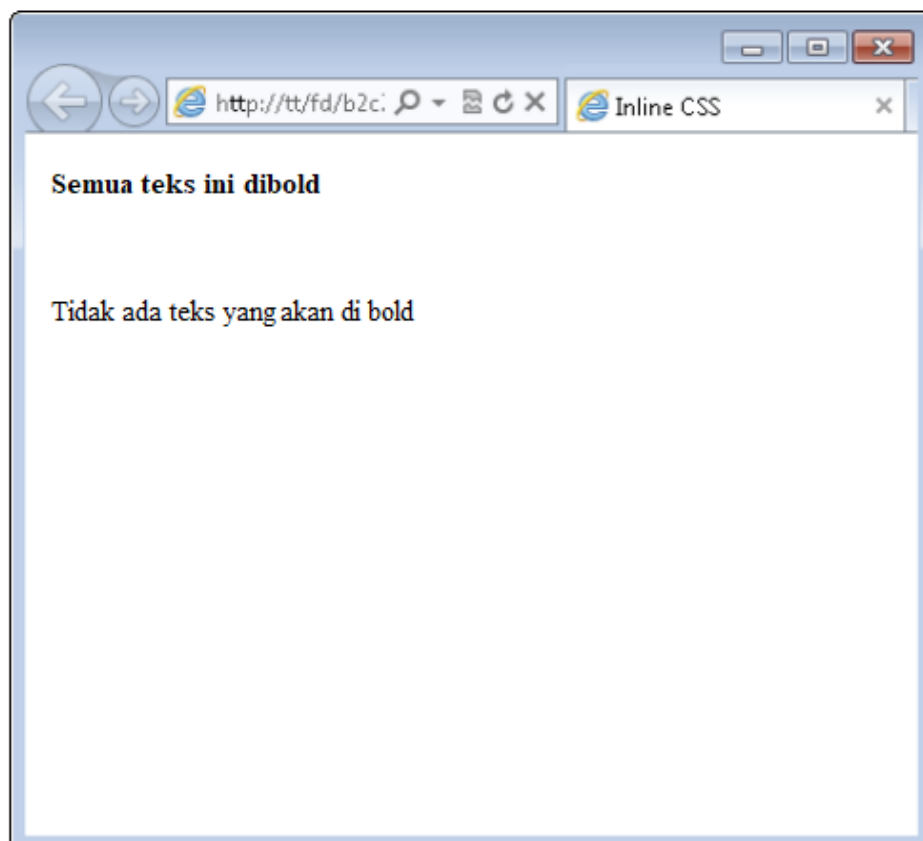 http://tt/fd/b2c
Inline CSS
Semua teks ini dibold
Tidak ada teks yang akan di bold